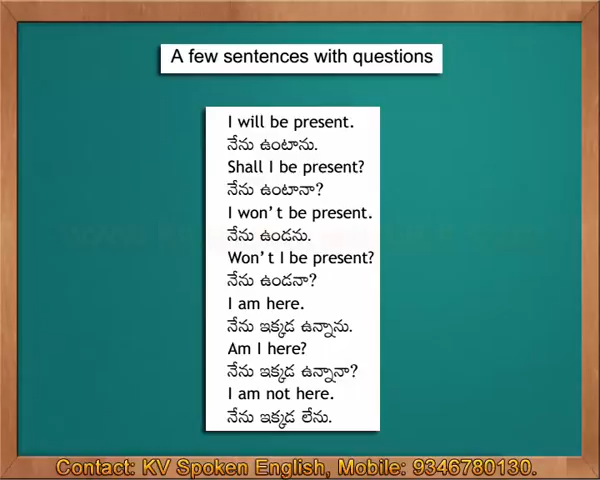 A few sentences with questions
I will be present.
నేను ఉంటాను.
Shall I be present?
నేను ఉంటానా?
I won't be present.
నేను ఉండను.
Won't I be present?
నేను ఉండనా?
I am here.
నేను ఇక్కడ ఉన్నాను.
Am I here?
నేను ఇక్కడ ఉన్నానా?
I am not here.
నేను ఇక్కడ లేను.
Contact: KV Spoken English, Mobile: 9346780130.